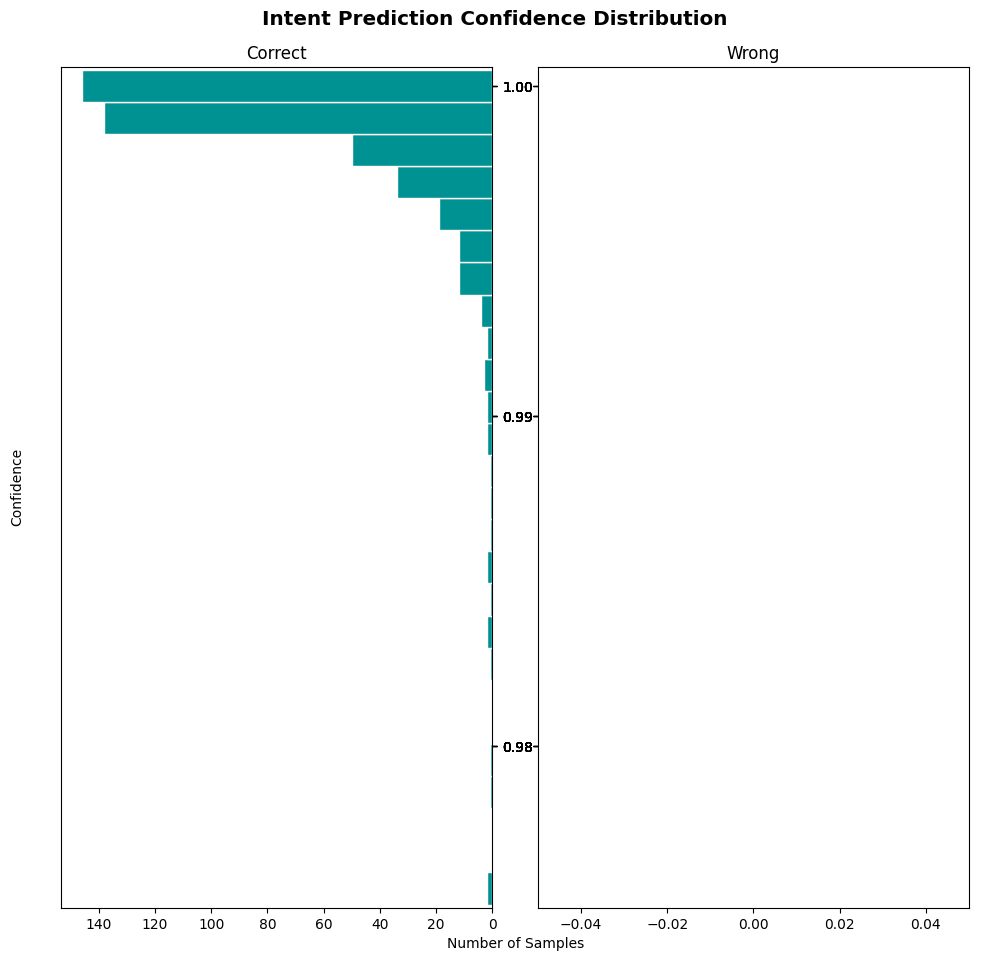 Intent Prediction Confidence Distribution
Correct
Wrong
1.00
0.99
0.98
Confidence
140 120 100 80 60 40 20 0
−0.04 −0.02 0.00 0.02 0.04
Number of Samples